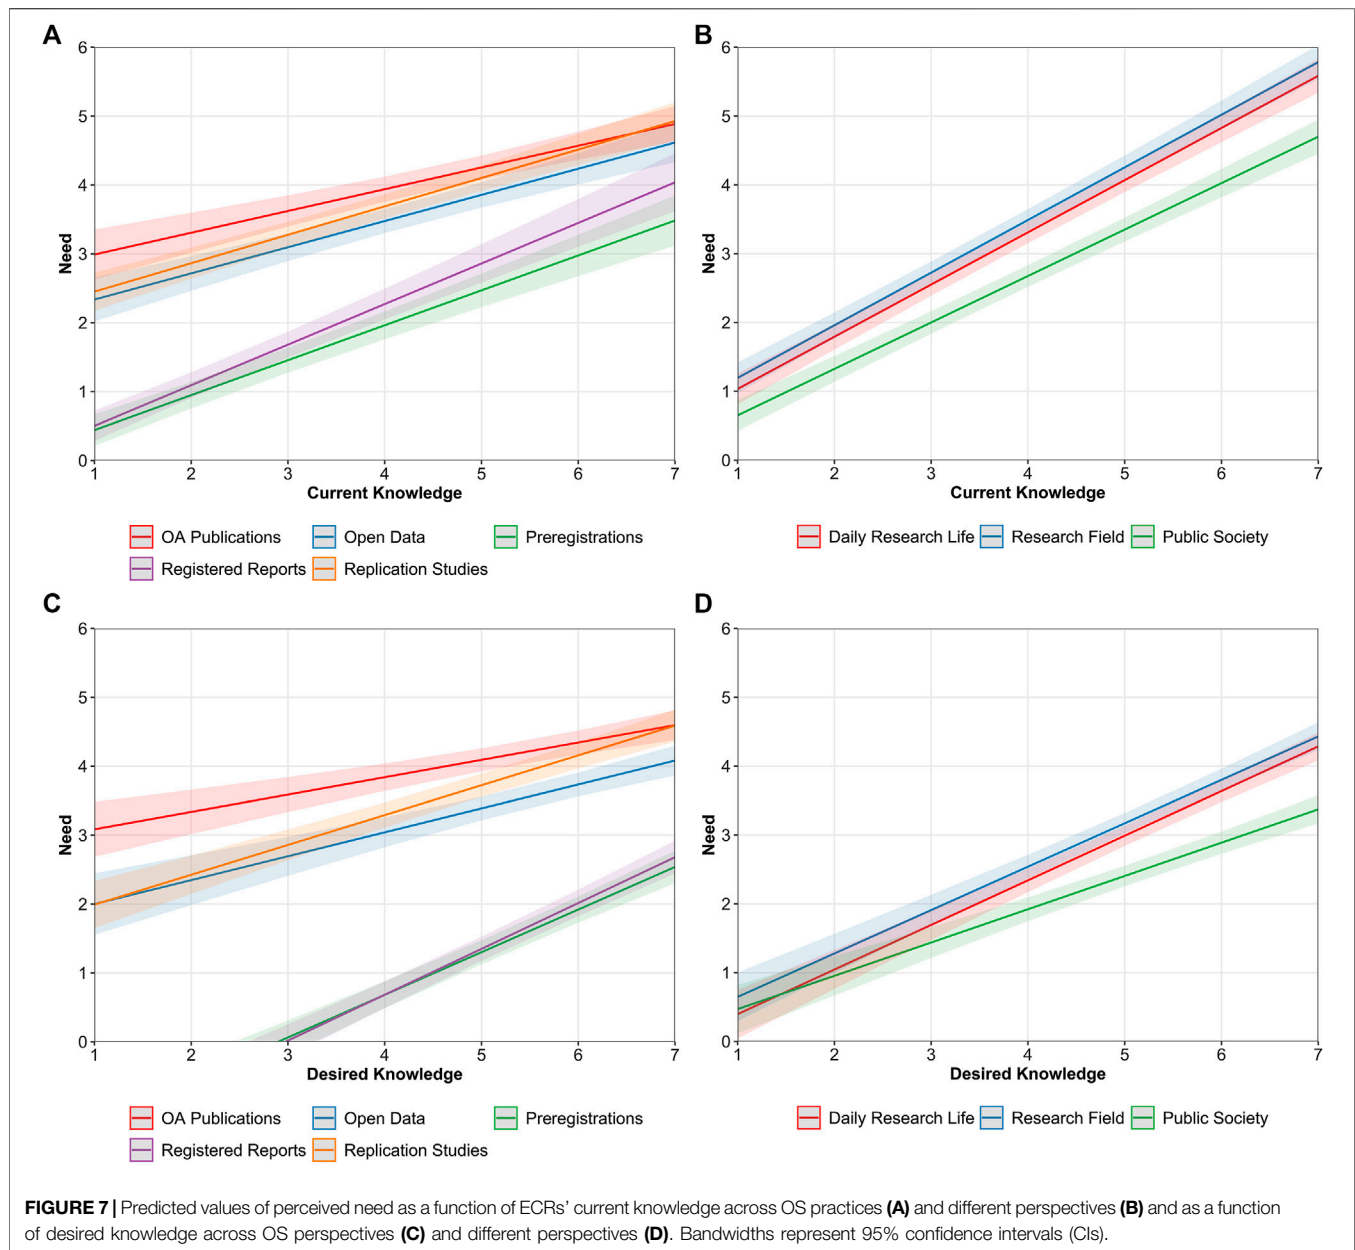 A
6
5
4
3
2
1
0
Need
1 2 3 4 5 6 7
Current Knowledge
OA Publications Open Data Preregistrations
Registered Reports Replication Studies
B
6
5
4
3
2
1
0
Need
1 2 3 4 5 6 7
Current Knowledge
Daily Research Life Research Field Public Society
C
6
5
4
3
2
1
0
Need
1 2 3 4 5 6 7
Desired Knowledge
OA Publications Open Data Preregistrations
Registered Reports Replication Studies
D
6
5
4
3
2
1
0
Need
1 2 3 4 5 6 7
Desired Knowledge
Daily Research Life Research Field Public Society
FIGURE 7 | Predicted values of perceived need as a function of ECRs' current knowledge across OS practices (A) and different perspectives (B) and as a function
of desired knowledge across OS perspectives (C) and different perspectives (D). Bandwidths represent 95% confidence intervals (CIs).